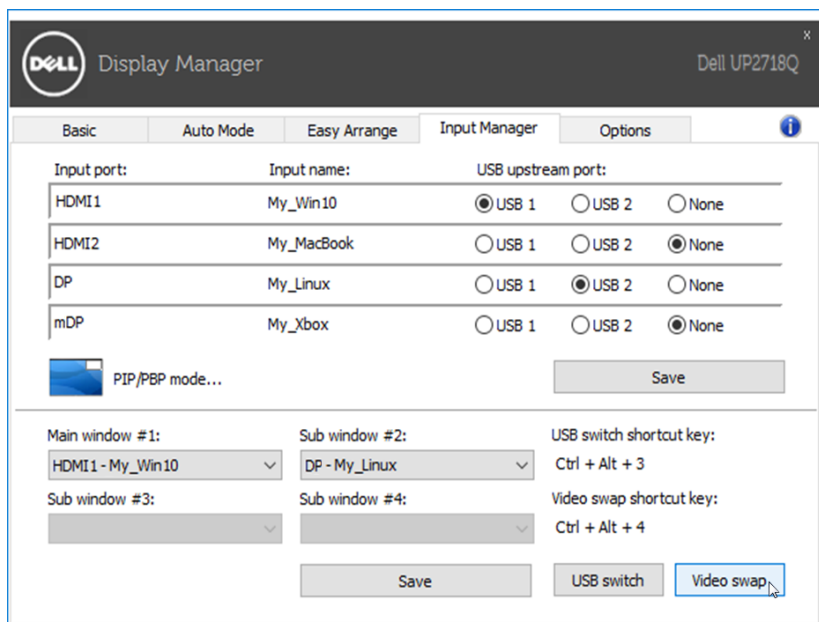 x
DELL Display Manager Dell UP2718Q
Basic Auto Mode Easy Arrange Input Manager Options i
Input port: Input name: USB upstream port:
HDMI1 My_Win10 USB 1 USB 2 None
HDMI2 My_MacBook USB 1 USB 2 None
DP My_Linux USB 1 USB 2 None
mDP My_Xbox USB 1 USB 2 None
PIP/PBP mode... Save
Main window #1: Sub window #2: USB switch shortcut key:
HDMI1 - My_Win10 DP - My_Linux Ctrl + Alt + 3
Sub window #3: Sub window #4: Video swap shortcut key:
Ctrl + Alt + 4
Save USB switch Video swap